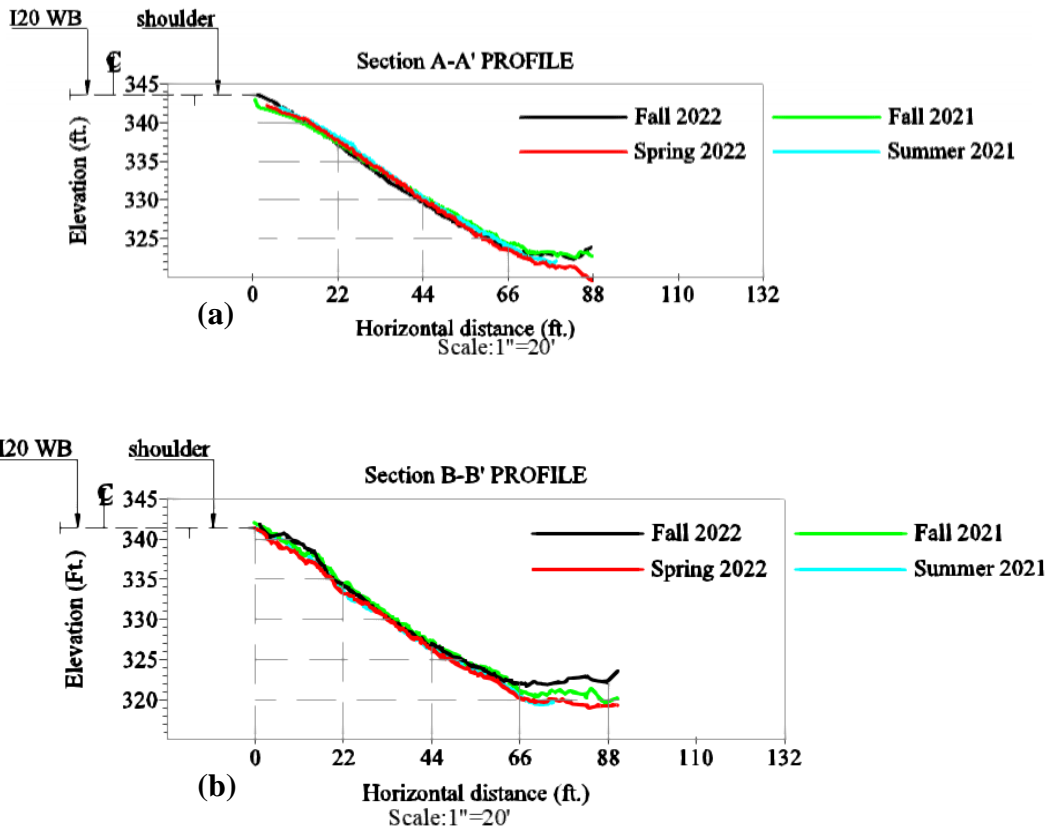 I20 WB shoulder
℄
Section A-A' PROFILE
345
340
335
330
325
Elevation (ft.)
Fall 2022 Fall 2021
Spring 2022 Summer 2021
0 22 44 66 88 110 132
(a)
Horizontal distance (ft.)
Scale:1"=20'
I20 WB shoulder
℄
Section B-B' PROFILE
345
340
335
330
325
320
Elevation (Ft.)
Fall 2022 Fall 2021
Spring 2022 Summer 2021
0 22 44 66 88 110 132
(b)
Horizontal distance (ft.)
Scale:1"=20'